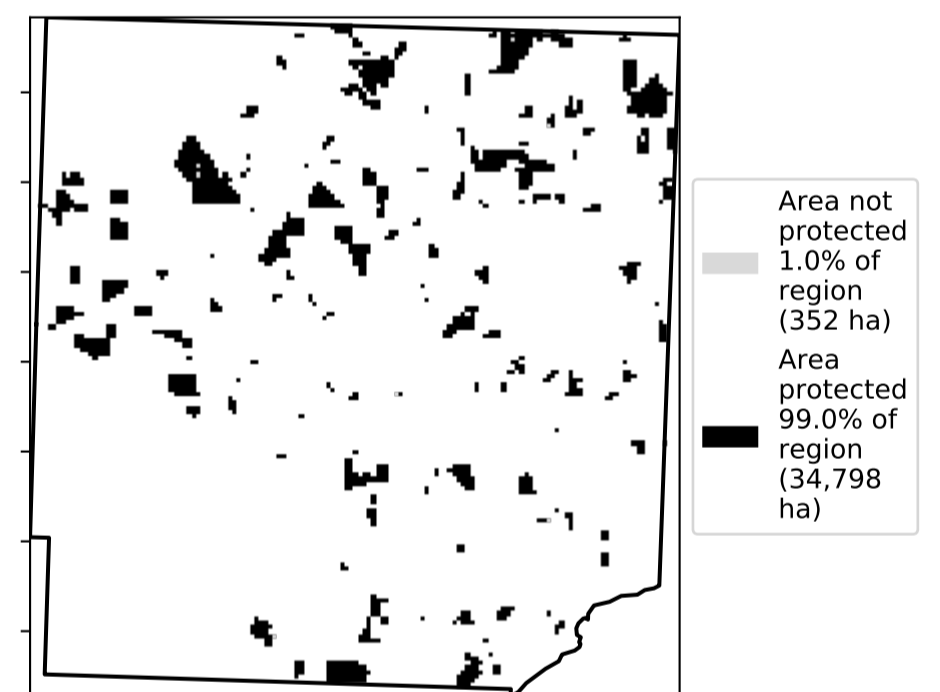 Area not
protected
1.0% of
region
(352 ha)
Area
protected
99.0% of
region
(34,798
ha)